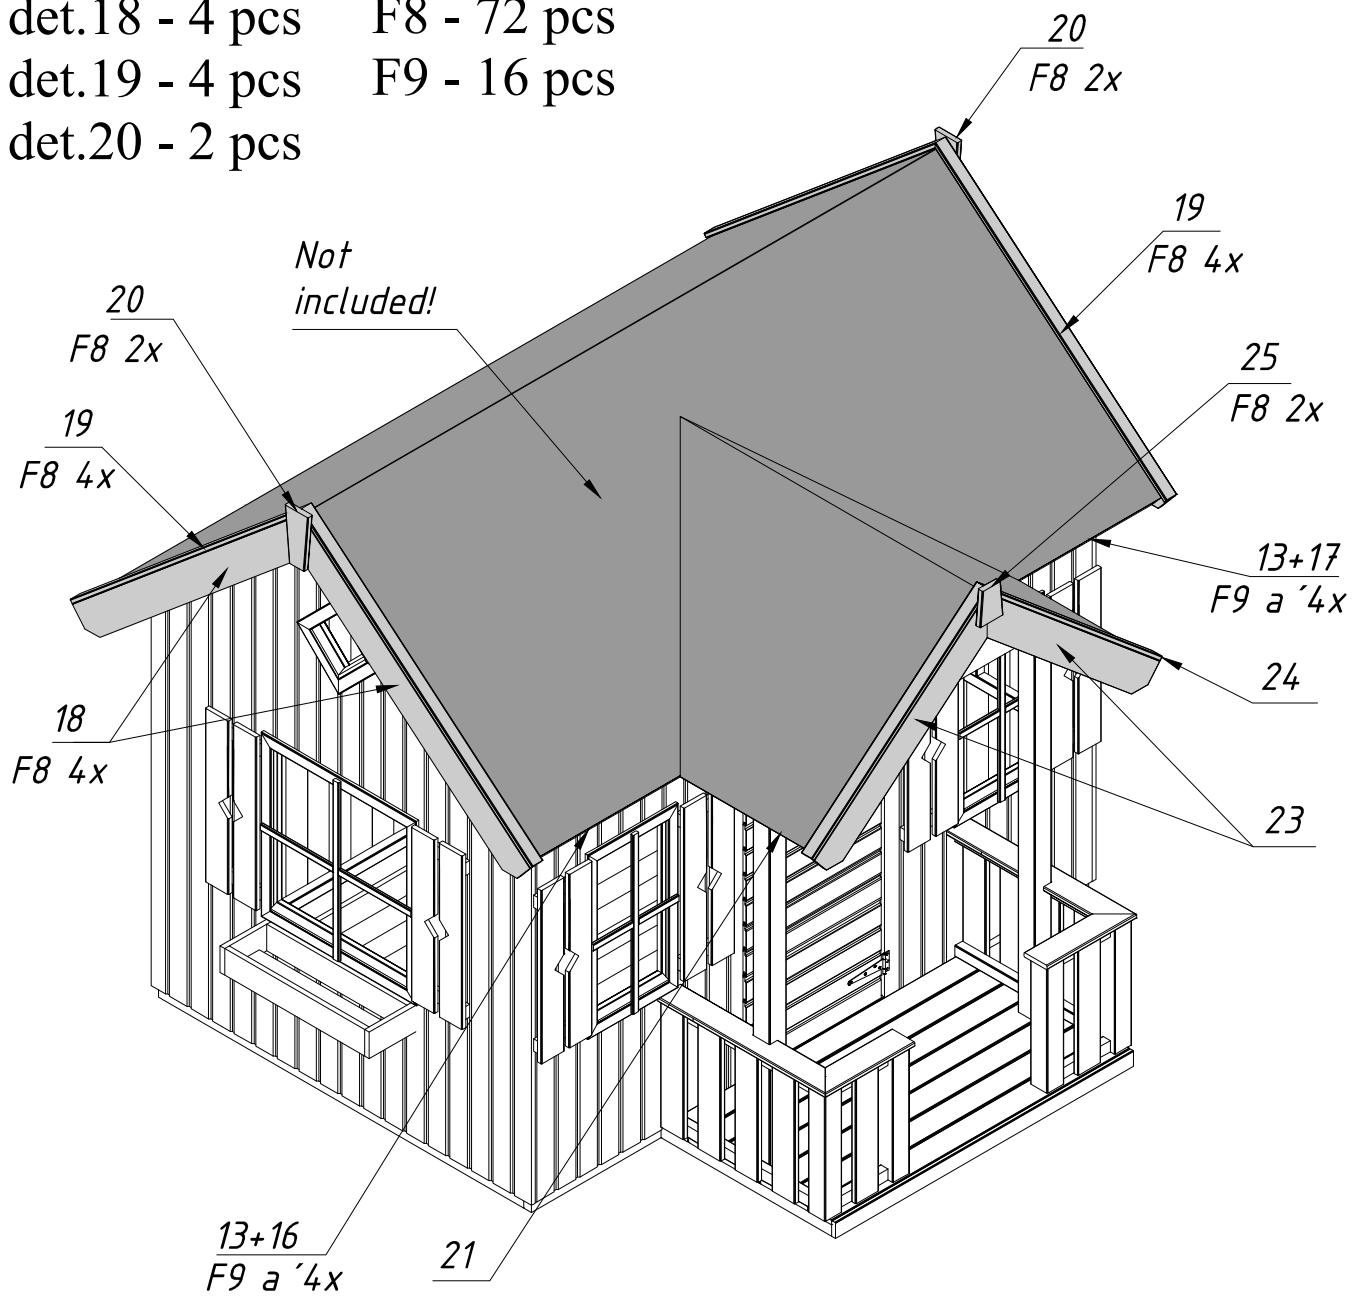 det.18 - 4 pcs F8 - 72 pcs
det.19 - 4 pcs F9 - 16 pcs
det.20 - 2 pcs
20
F8 2x
19
F8 4x
Not
included!
20
F8 2x
25
F8 2x
19
F8 4x
13+17
F9 a ´4x
24
18
F8 4x
23
13+16
F9 a ´4x
21